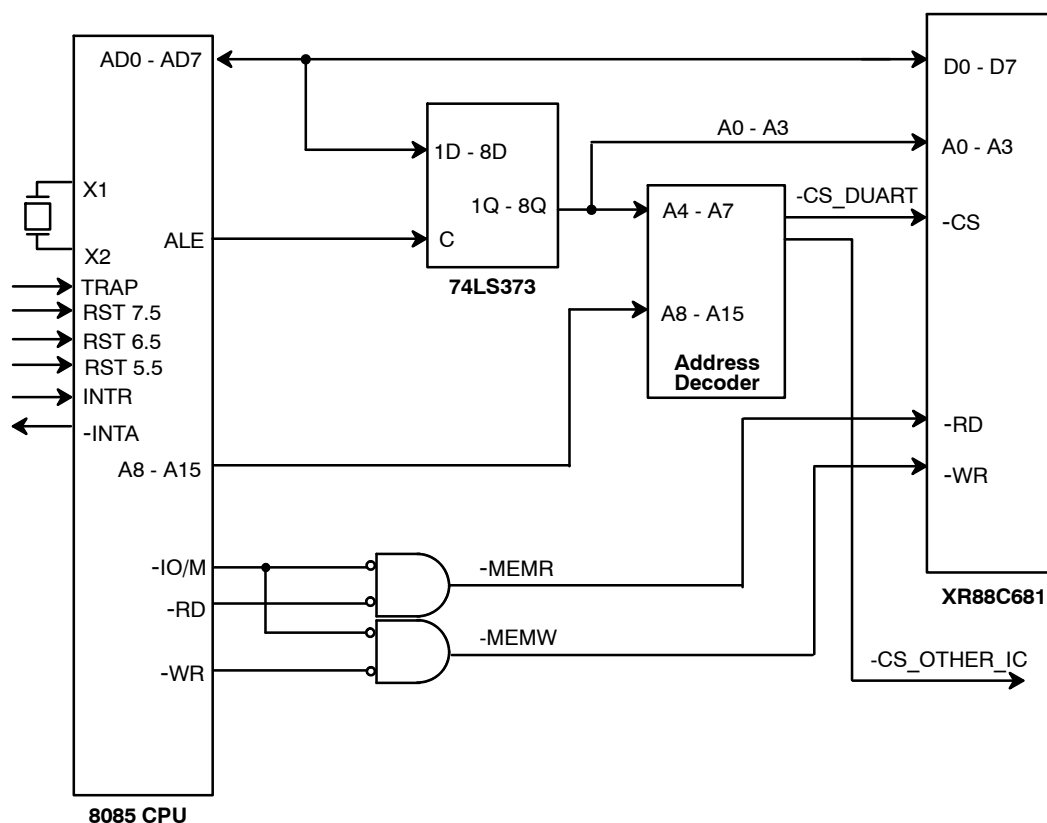 AD0 - AD7
D0 - D7
A0 - A3
1D - 8D
A0 - A3
X1
1Q - 8Q
A4 - A7
-CS_DUART
-CS
ALE
C
X2
74LS373
TRAP
RST 7.5
A8 - A15
RST 6.5
RST 5.5
Address
Decoder
INTR
-RD
-INTA
A8 - A15
-WR
-IO/M
-MEMR
XR88C681
-RD
-MEMW
-CS_OTHER_IC
-WR
8085 CPU